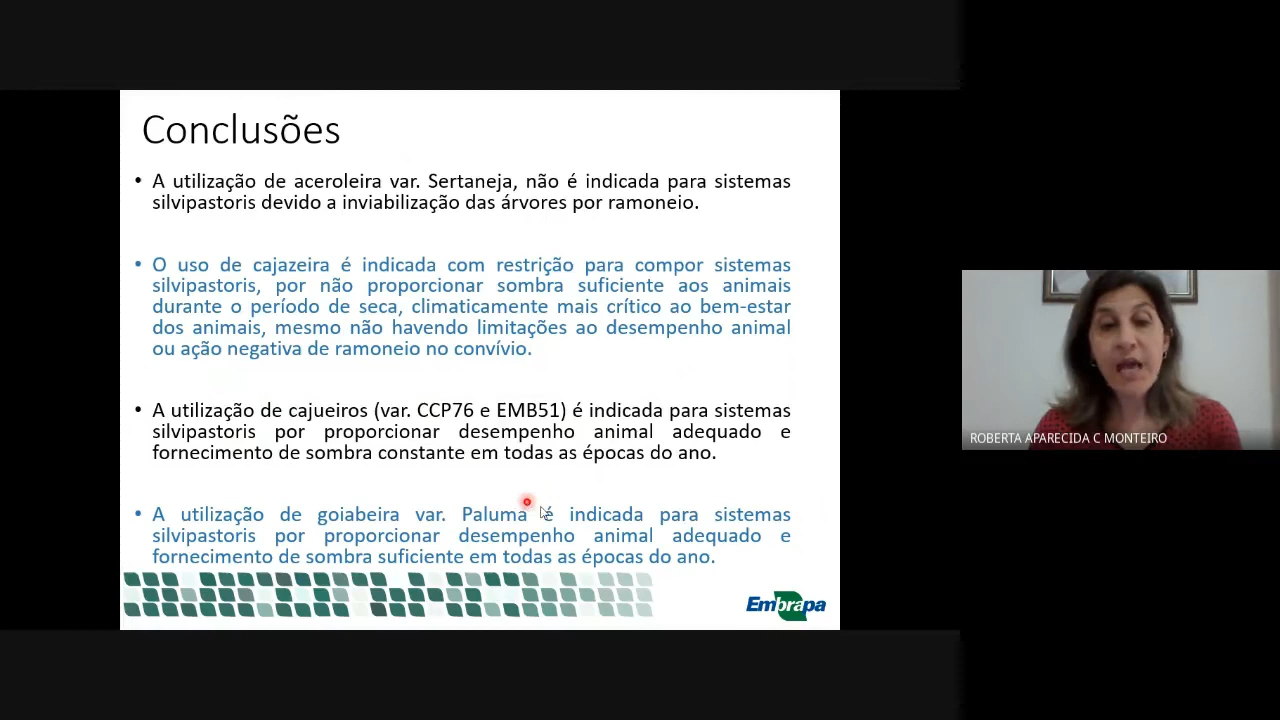 Conclusões
• A utilização de aceroleira var. Sertaneja, não é indicada para sistemas
silvipastoris devido a inviabilização das árvores por ramoneio.
• O uso de cajazeira é indicada com restrição para compor sistemas
silvipastoris, por não proporcionar sombra suficiente aos animais
durante o período de seca, climaticamente mais crítico ao bem-estar
dos animais, mesmo não havendo limitações ao desempenho animal
ou ação negativa de ramoneio no convívio.
• A utilização de cajueiros (var. CCP76 e EMB51) é indicada para sistemas
silvipastoris por proporcionar desempenho animal adequado e
fornecimento de sombra constante em todas as épocas do ano.
• A utilização de goiabeira var. Paluma é indicada para sistemas
silvipastoris por proporcionar desempenho animal adequado e
fornecimento de sombra suficiente em todas as épocas do ano.
Embrapa
ROBERTA APARECIDA C MONTEIRO